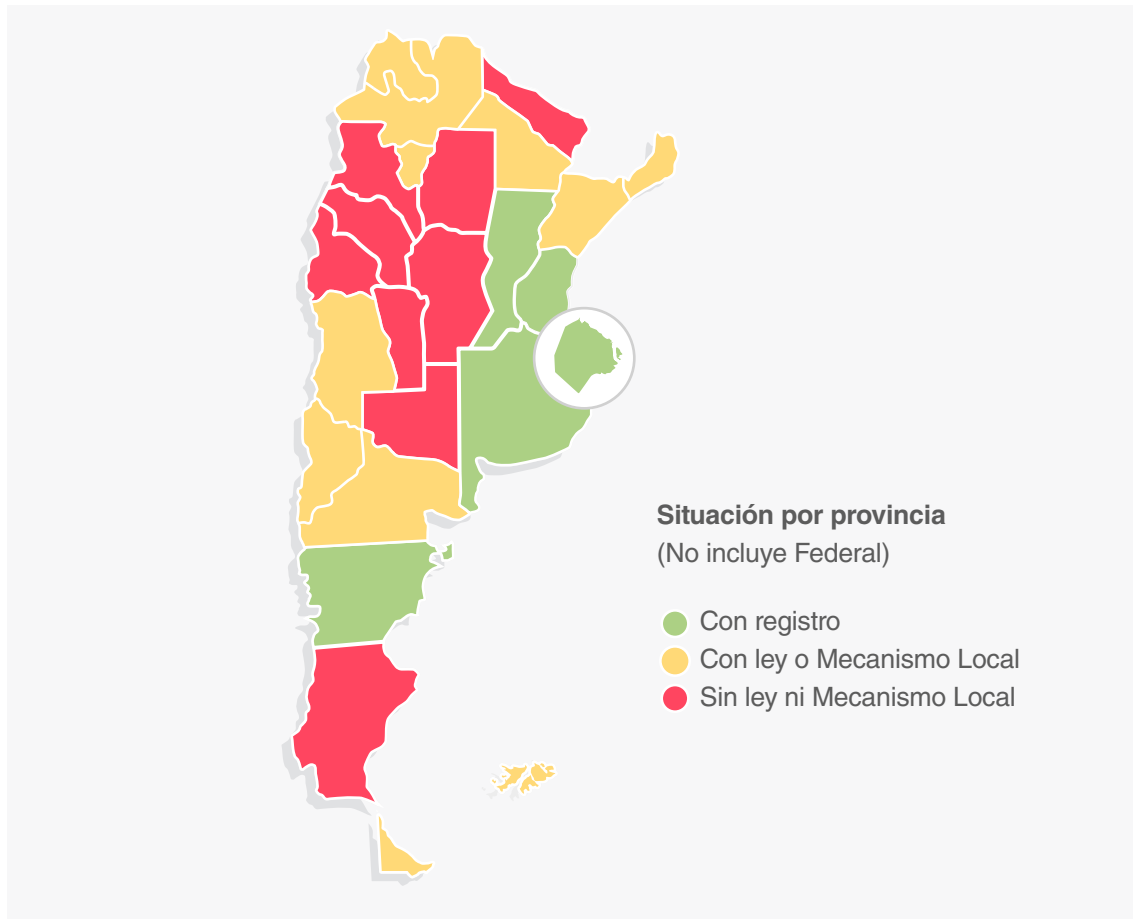 Situación por provincia
(No incluye Federal)
Con registro
Con ley o Mecanismo Local
Sin ley ni Mecanismo Local